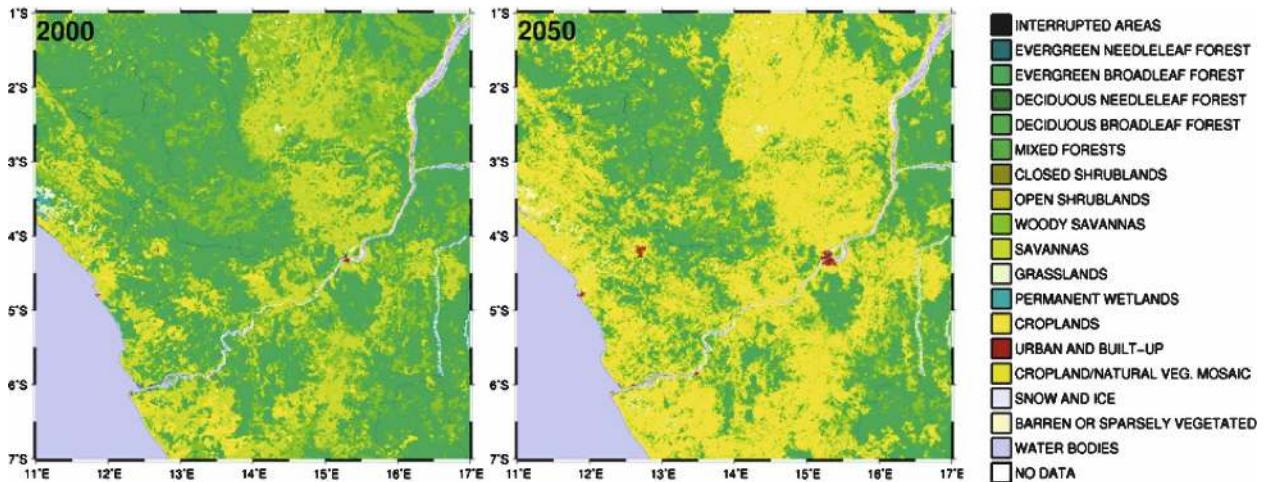 2000
2050
1°S
2°S
3°S
4°S
5°S
6°S
7°S
11°E 12°E 13°E 14°E 15°E 16°E 17°E
1°S
2°S
3°S
4°S
5°S
6°S
7°S
11°E 12°E 13°E 14°E 15°E 16°E 17°E
INTERRUPTED AREAS
EVERGREEN NEEDLELEAF FOREST
EVERGREEN BROADLEAF FOREST
DECIDUOUS NEEDLELEAF FOREST
DECIDUOUS BROADLEAF FOREST
MIXED FORESTS
CLOSED SHRUBLANDS
OPEN SHRUBLANDS
WOODY SAVANNAS
SAVANNAS
GRASSLANDS
PERMANENT WETLANDS
CROPLANDS
URBAN AND BUILT-UP
CROPLAND/NATURAL VEG. MOSAIC
SNOW AND ICE
BARREN OR SPARSELY VEGETATED
WATER BODIES
NO DATA